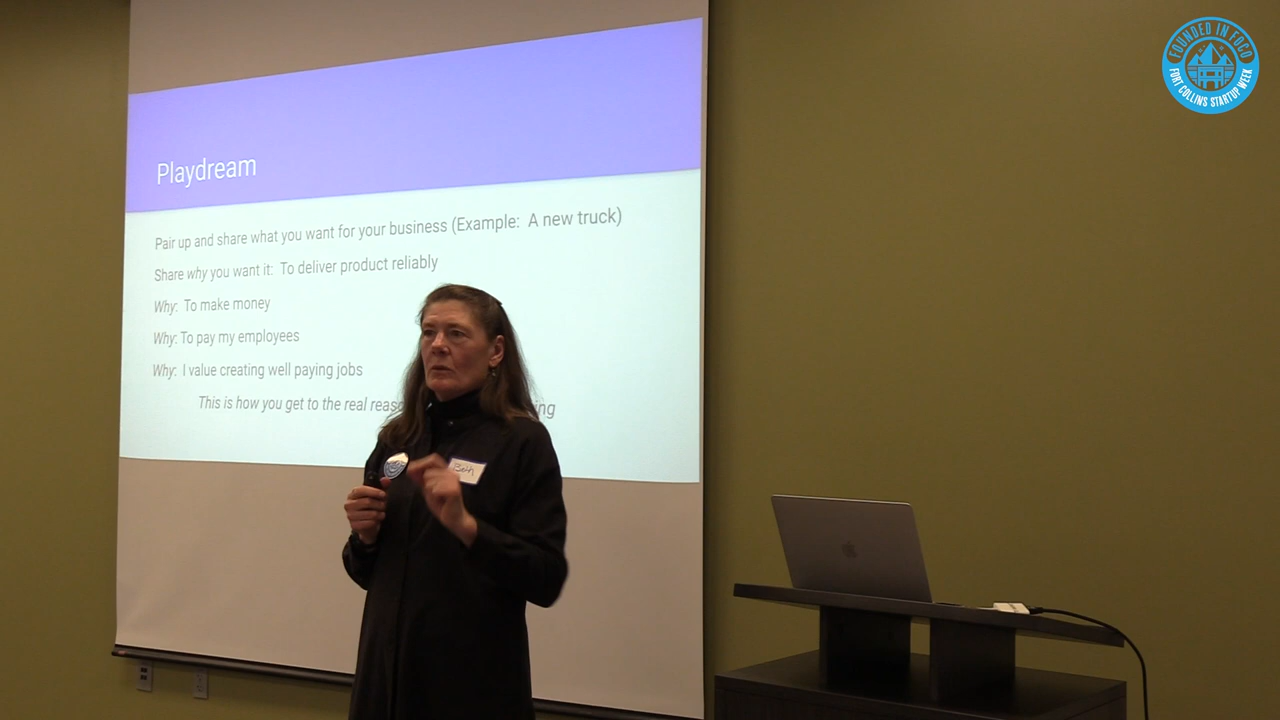 Playdream
Pair up and share what you want for your business (Example: A new truck)
Share why you want it: To deliver product reliably
Why: To make money
Why: To pay my employees
Why: I value creating well paying jobs
This is how you get to the real
Beth
FOUNDED IN FOCO
FORT COLLINS STARTUP WEEK